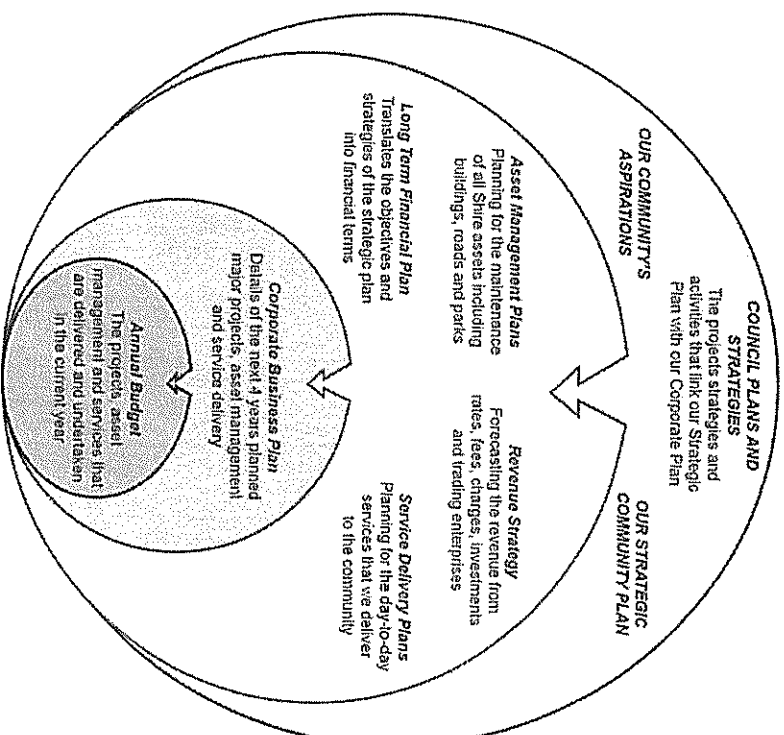 COUNCIL PLANS AND
STRATEGIES
The projects strategies and
activities that link our Strategic
Plan with our Corporate Plan
OUR COMMUNITY'S
ASPIRATIONS
OUR STRATEGIC
COMMUNITY PLAN
Asset Management Plans
Planning for the maintenance
of all Shire assets including
buildings, roads and parks
Revenue Strategy
Forecasting the revenue from
rates, fees, charges, investments
and trading enterprises
Long Term Financial Plan
Translates the objectives and
strategies of the strategic plan
into financial terms
Service Delivery Plans
Planning for the day-to-day
services that we deliver
to the community
Corporate Business Plan
Details of the next 4 years planned
major projects, asset management
and service delivery
Annual Budget
The projects asset
management and services that
are delivered and undertaken
in the current year